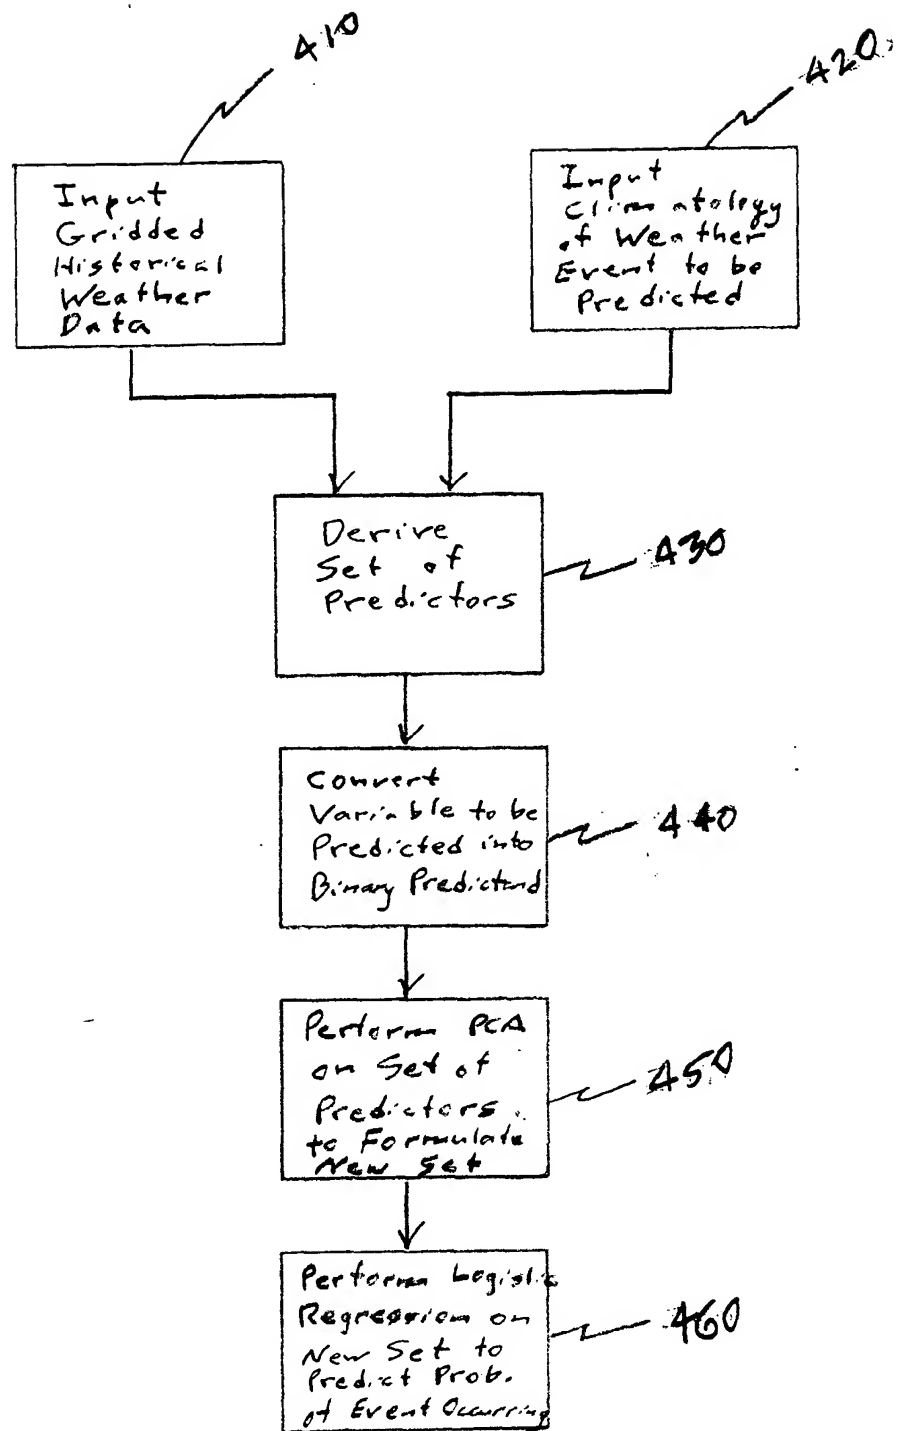 410
420
Input
Gridded
Historical
Weather
Data
Input
Climatology
of Weather
Event to be
Predicted
Derive
Set of
Predictors
430
Convert
Variable to be
Predicted into
Binary Predictand
440
Perform PCA
on Set of
Predictors
to Formulate
New Set
450
Perform Logistic
Regression on
New Set to
Predict Prob.
of Event Occurring
460